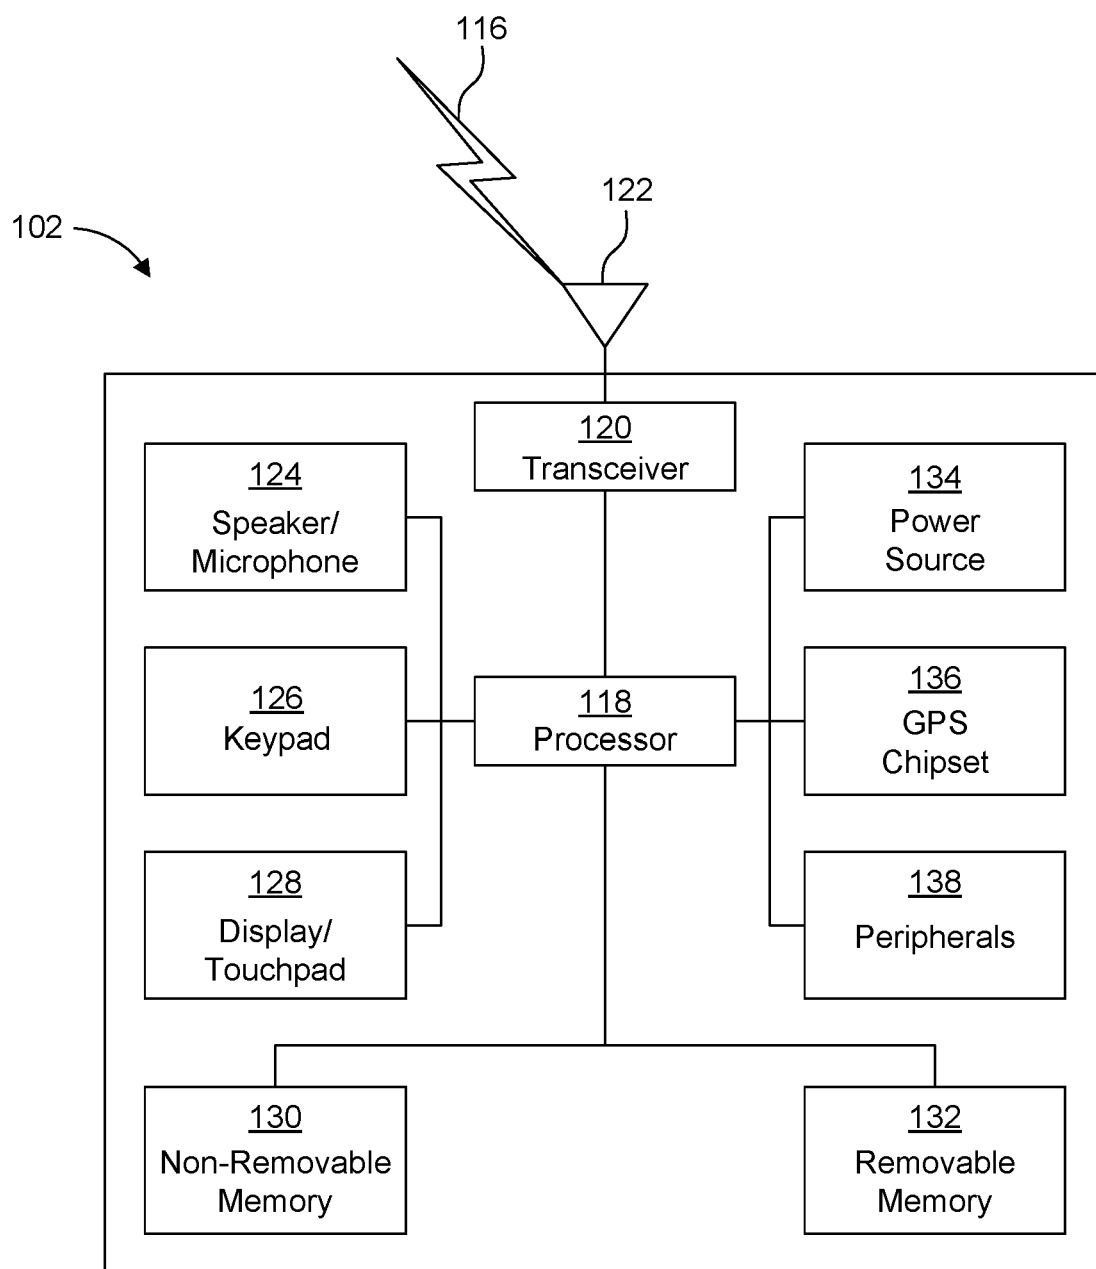 116
122
102
120
Transceiver
124
Speaker/
Microphone
134
Power
Source
126
Keypad
118
Processor
136
GPS
Chipset
128
Display/
Touchpad
138
Peripherals
130
Non-Removable
Memory
132
Removable
Memory